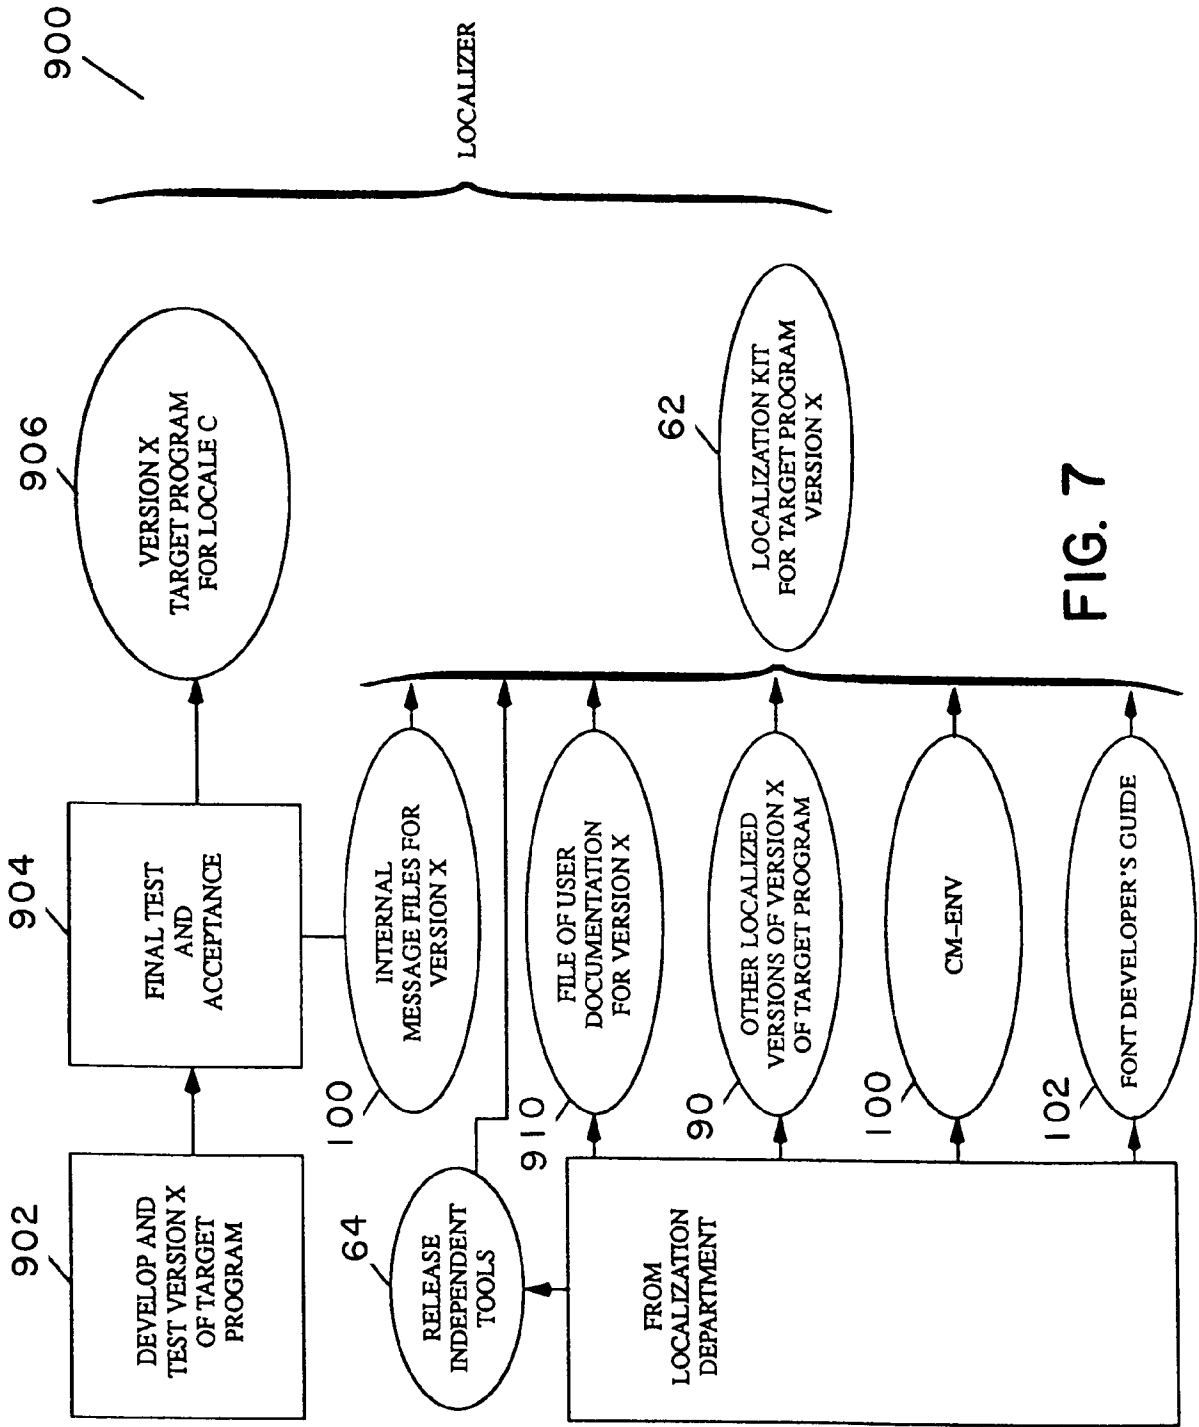 900
902
DEVELOP AND
TEST VERSION X
OF TARGET
PROGRAM
904
FINAL TEST
AND
ACCEPTANCE
906
VERSION X
TARGET PROGRAM
FOR LOCALE C
LOCALIZER
64
RELEASE
INDEPENDENT
TOOLS
100
INTERNAL
MESSAGE FILES FOR
VERSION X
910
FILE OF USER
DOCUMENTATION
FOR VERSION X
90
OTHER LOCALIZED
VERSIONS OF VERSION X
OF TARGET PROGRAM
100
CM-ENV
102
FONT DEVELOPER'S GUIDE
FROM
LOCALIZATION
DEPARTMENT
62
LOCALIZATION KIT
FOR TARGET PROGRAM
VERSION X
FIG. 7